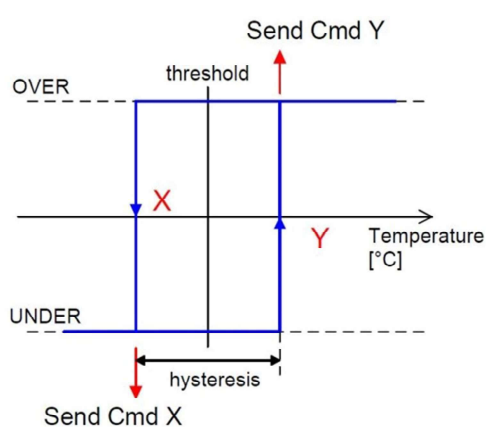 Send Cmd Y
threshold
OVER
X
Y
Temperature
[°C]
UNDER
hysteresis
Send Cmd X